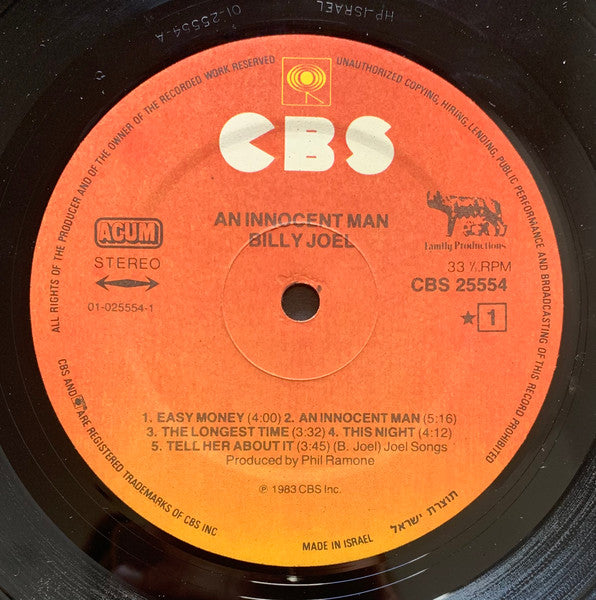 01-25554-A
HP-ISRAEL
ALL RIGHTS OF THE PRODUCER AND OF THE OWNER OF THE RECORDED WORK RESERVED
UNAUTHORIZED COPYING, HIRING, LENDING, PUBLIC PERFORMANCE AND BROADCASTING OF THIS RECORD PROHIBITED
CBS
AN INNOCENT MAN
BILLY JOEL
ACUM
STEREO
01-025554-1
Family Productions
33 ⅓ RPM
CBS 25554
★ 1
1. EASY MONEY (4:00) 2. AN INNOCENT MAN (5:16)
3. THE LONGEST TIME (3:32) 4. THIS NIGHT (4:12)
5. TELL HER ABOUT IT (3:45) (B. Joel) Joel Songs
Produced by Phil Ramone
℗ 1983 CBS Inc.
CBS AND ARE REGISTERED TRADEMARKS OF CBS INC
MADE IN ISRAEL
תוצרת ישראל